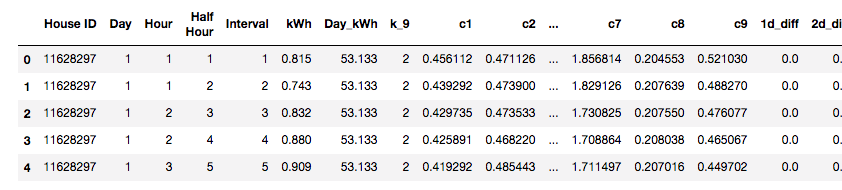 House ID Day Hour Half Hour Interval kWh Day_kWh k_9 c1 c2 ... c7 c8 c9 1d_diff 2d_di
0 11628297 1 1 1 1 0.815 53.133 2 0.456112 0.471126 ... 1.856814 0.204553 0.521030 0.0 0.
1 11628297 1 1 2 2 0.743 53.133 2 0.439292 0.473900 ... 1.829126 0.207639 0.488270 0.0 0.
2 11628297 1 2 3 3 0.832 53.133 2 0.429735 0.473533 ... 1.730825 0.207550 0.476077 0.0 0.
3 11628297 1 2 4 4 0.880 53.133 2 0.425891 0.468220 ... 1.708864 0.208038 0.465067 0.0 0.
4 11628297 1 3 5 5 0.909 53.133 2 0.419292 0.485443 ... 1.711497 0.207016 0.449702 0.0 0.